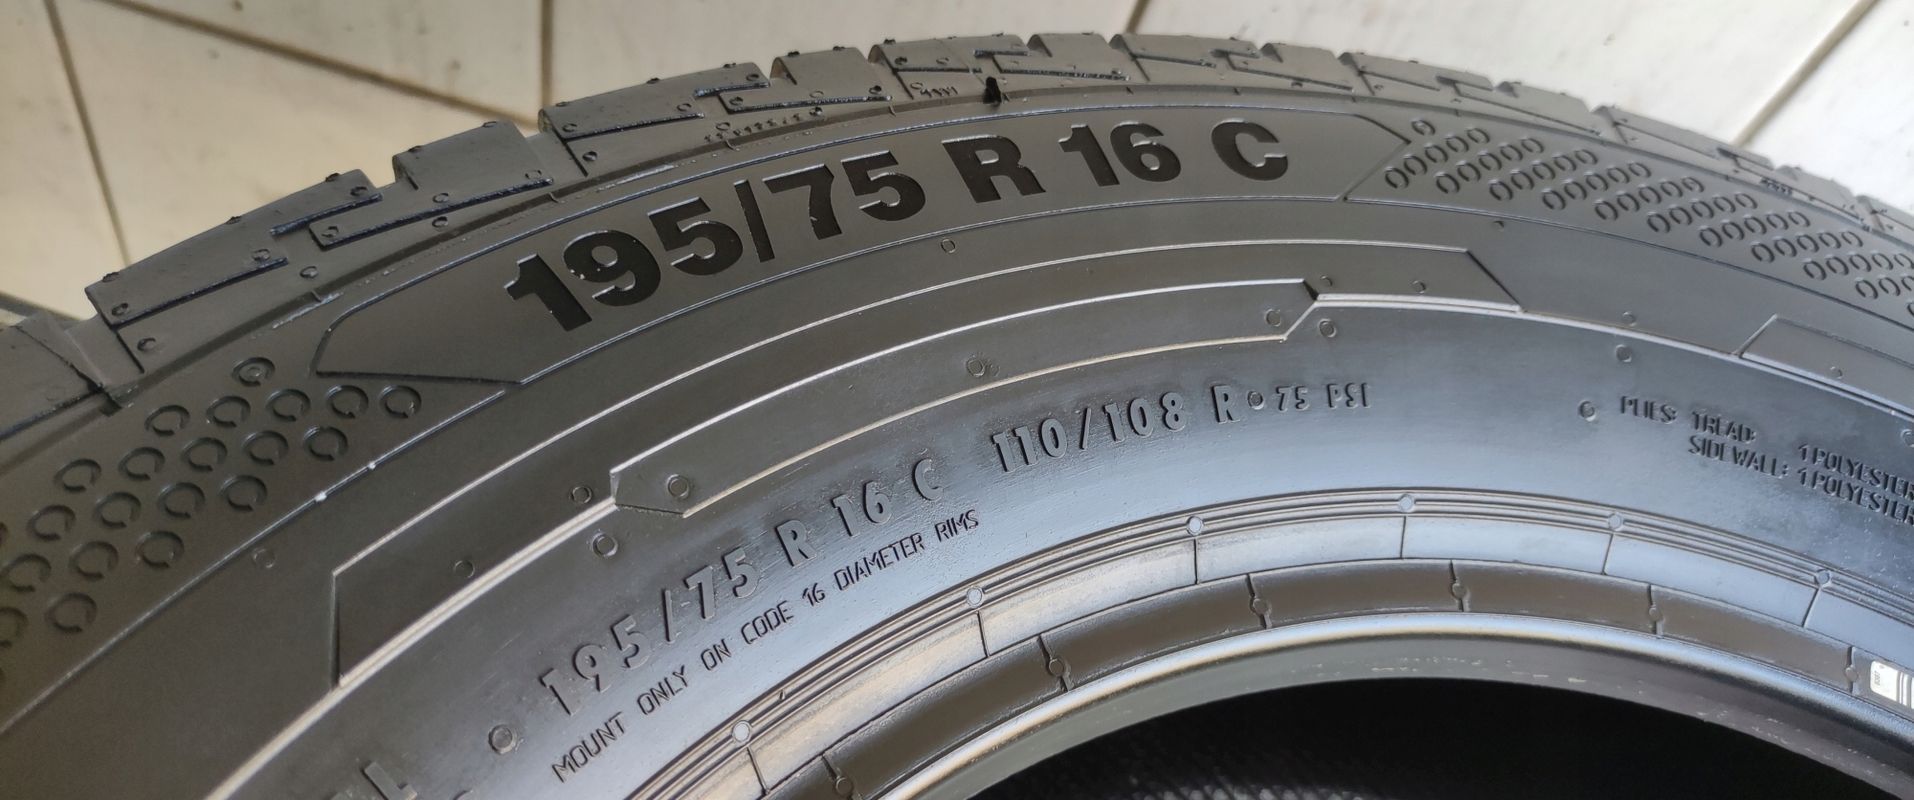 195/75 R 16 C
195/75 R 16 C 110/108 R • 75 PSI
MOUNT ONLY ON CODE 16 DIAMETER RIMS
PLIES: TREAD: 1 POLYESTER
SIDEWALL: 1 POLYESTER